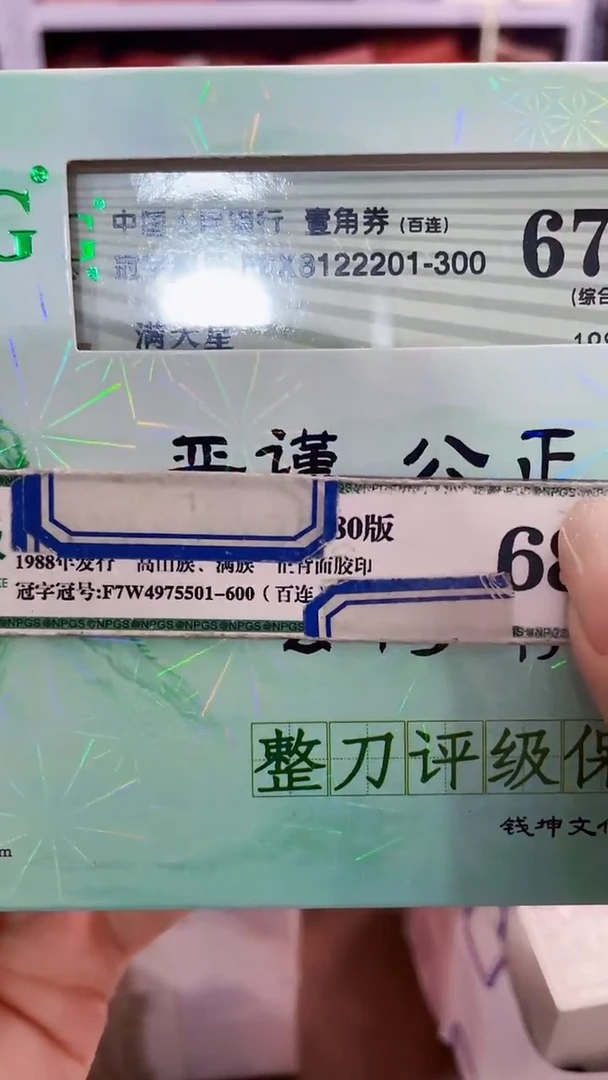 G
中国人民银行 壹角券 (百连) 67
X8122201-300
(综合
满天星
严谨 公正
80版 68
1988年发行 高山族、满族 正背面胶印
冠字冠号:F7W4975501-600 ( 百连
NPGS NPGS NPGS NPGS NPGS NPGS
整刀评级保
钱坤文化
m